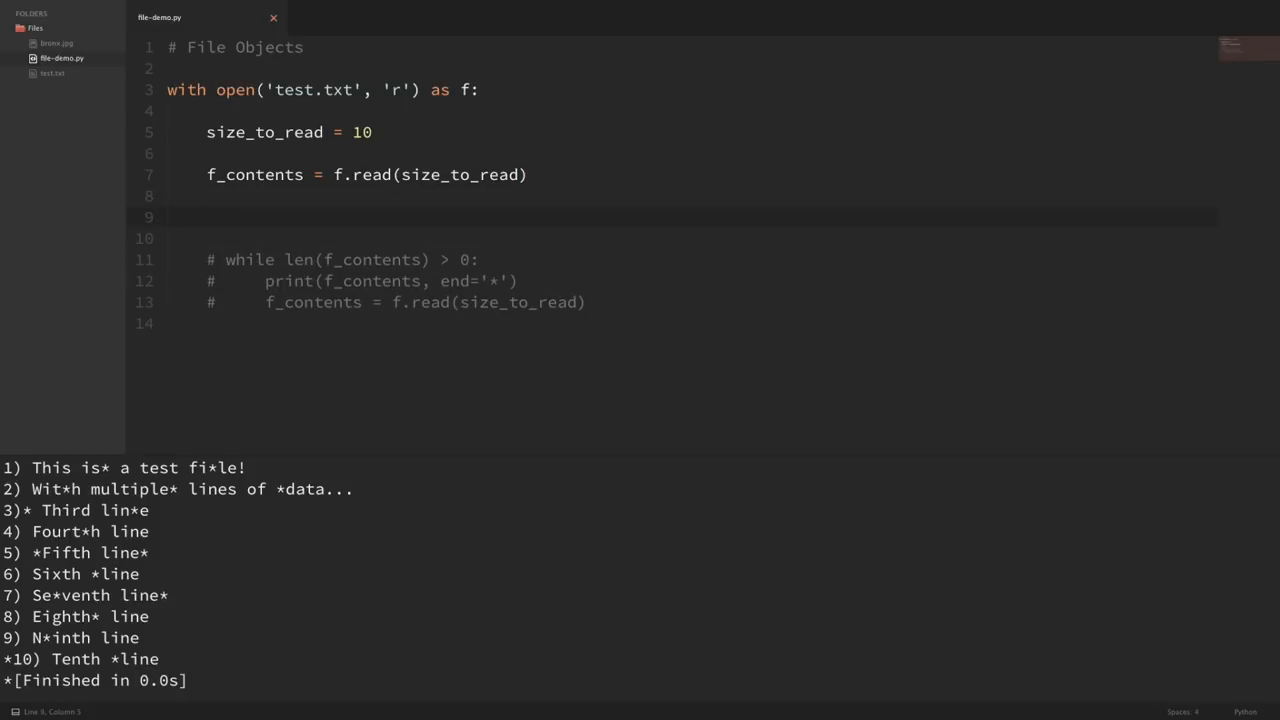 FOLDERS
Files
bronx.jpg
file-demo.py
test.txt
file-demo.py
1 # File Objects
2
3 with open('test.txt', 'r') as f:
4
5     size_to_read = 10
6
7     f_contents = f.read(size_to_read)
8
9
10
11     # while len(f_contents) > 0:
12     #     print(f_contents, end='*')
13     #     f_contents = f.read(size_to_read)
14
1) This is* a test fi*le!
2) Wit*h multiple* lines of *data...
3)* Third lin*e
4) Fourt*h line
5) *Fifth line*
6) Sixth *line
7) Se*venth line*
8) Eighth* line
9) N*inth line
*10) Tenth *line
*[Finished in 0.0s]
Line 9, Column 5
Spaces: 4
Python